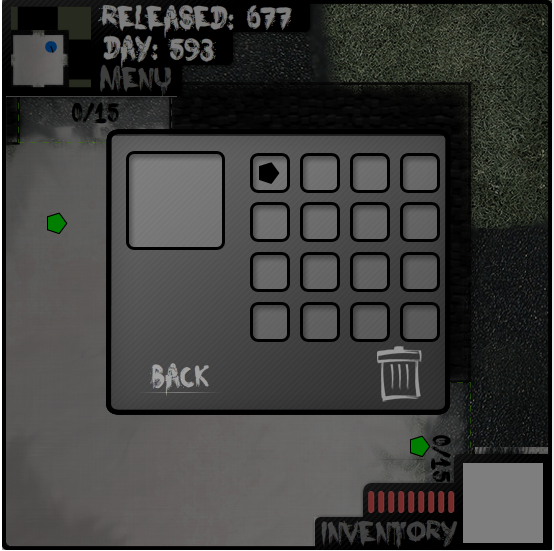 RELEASED: 677
DAY: 593
MENU
0/15
BACK
0/15
INVENTORY